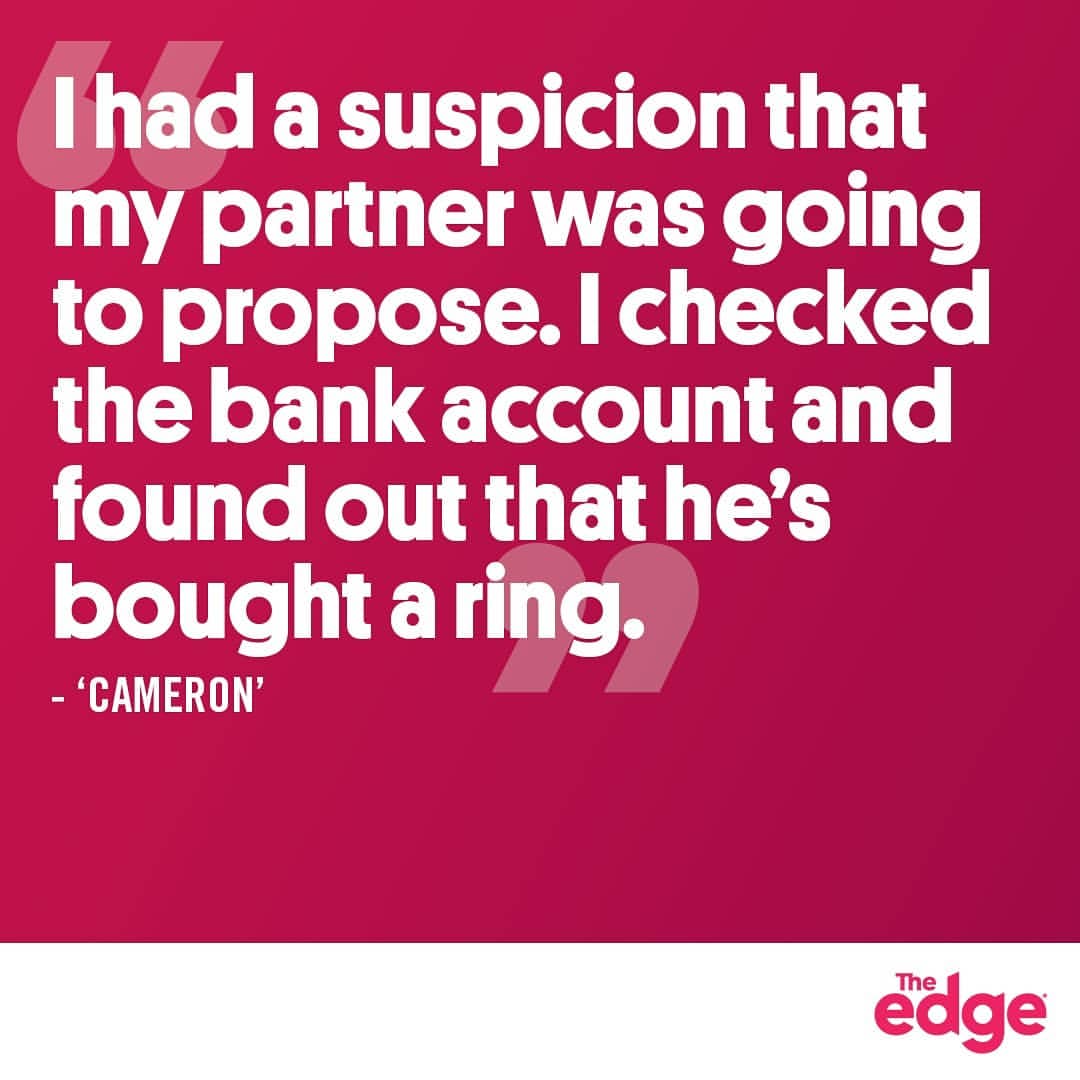 “
I had a suspicion that
my partner was going
to propose. I checked
the bank account and
found out that he’s
bought a ring.
”
- ‘CAMERON’
The
edge